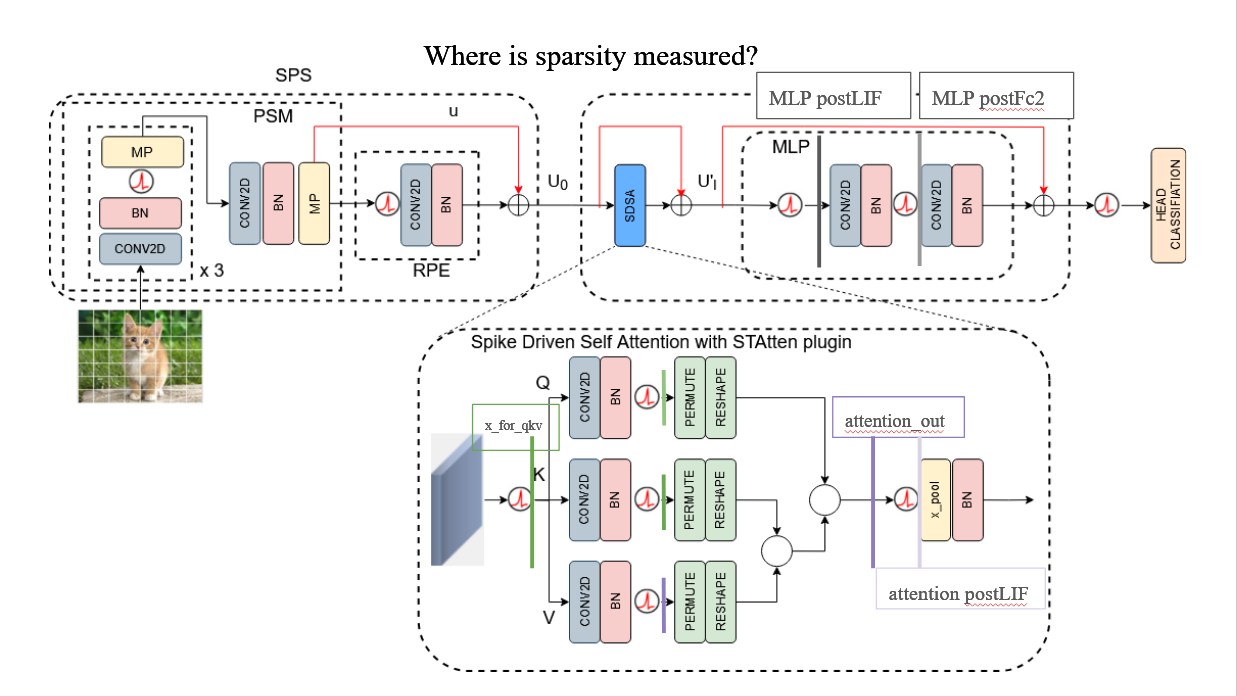 Where is sparsity measured?
SPS
PSM
u
MP
BN
CONV2D
x 3
CONV2D
BN
MP
CONV2D
BN
RPE
U0
SDSA
U'l
MLP postLIF
MLP postFc2
MLP
CONV2D
BN
CONV2D
BN
HEAD
CLASSIFIATION
Spike Driven Self Attention with STAtten plugin
x_for_qkv
Q
CONV2D
BN
PERMUTE
RESHAPE
K
CONV2D
BN
PERMUTE
RESHAPE
V
CONV2D
BN
PERMUTE
RESHAPE
attention_out
x_pool
BN
attention postLIF